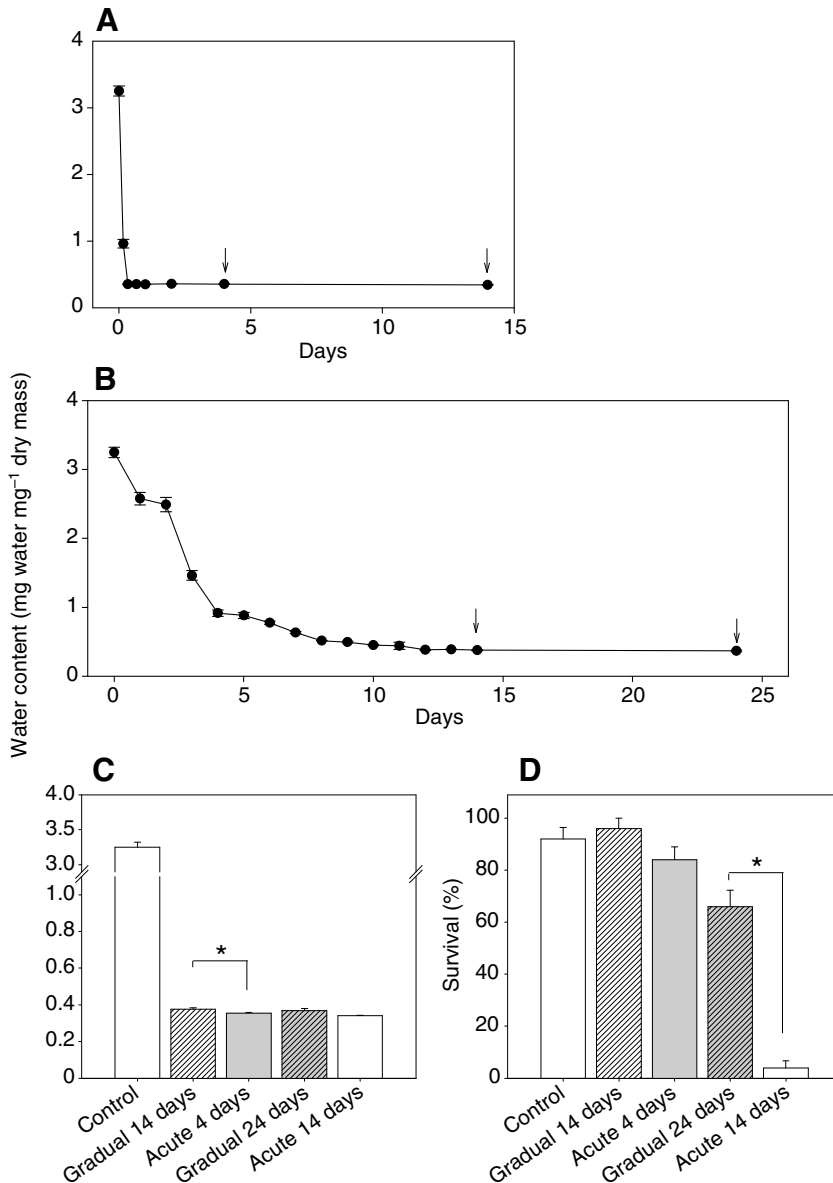 A
4
3
2
1
0
0
5
10
15
Days
Water content (mg water mg⁻¹ dry mass)
B
4
3
2
1
0
0
5
10
15
20
25
Days
C
4.0
3.5
3.0
1.0
0.8
0.6
0.4
0.2
0
*
Control
Gradual 14 days
Acute 4 days
Gradual 24 days
Acute 14 days
D
Survival (%)
100
80
60
40
20
0
*
Control
Gradual 14 days
Acute 4 days
Gradual 24 days
Acute 14 days